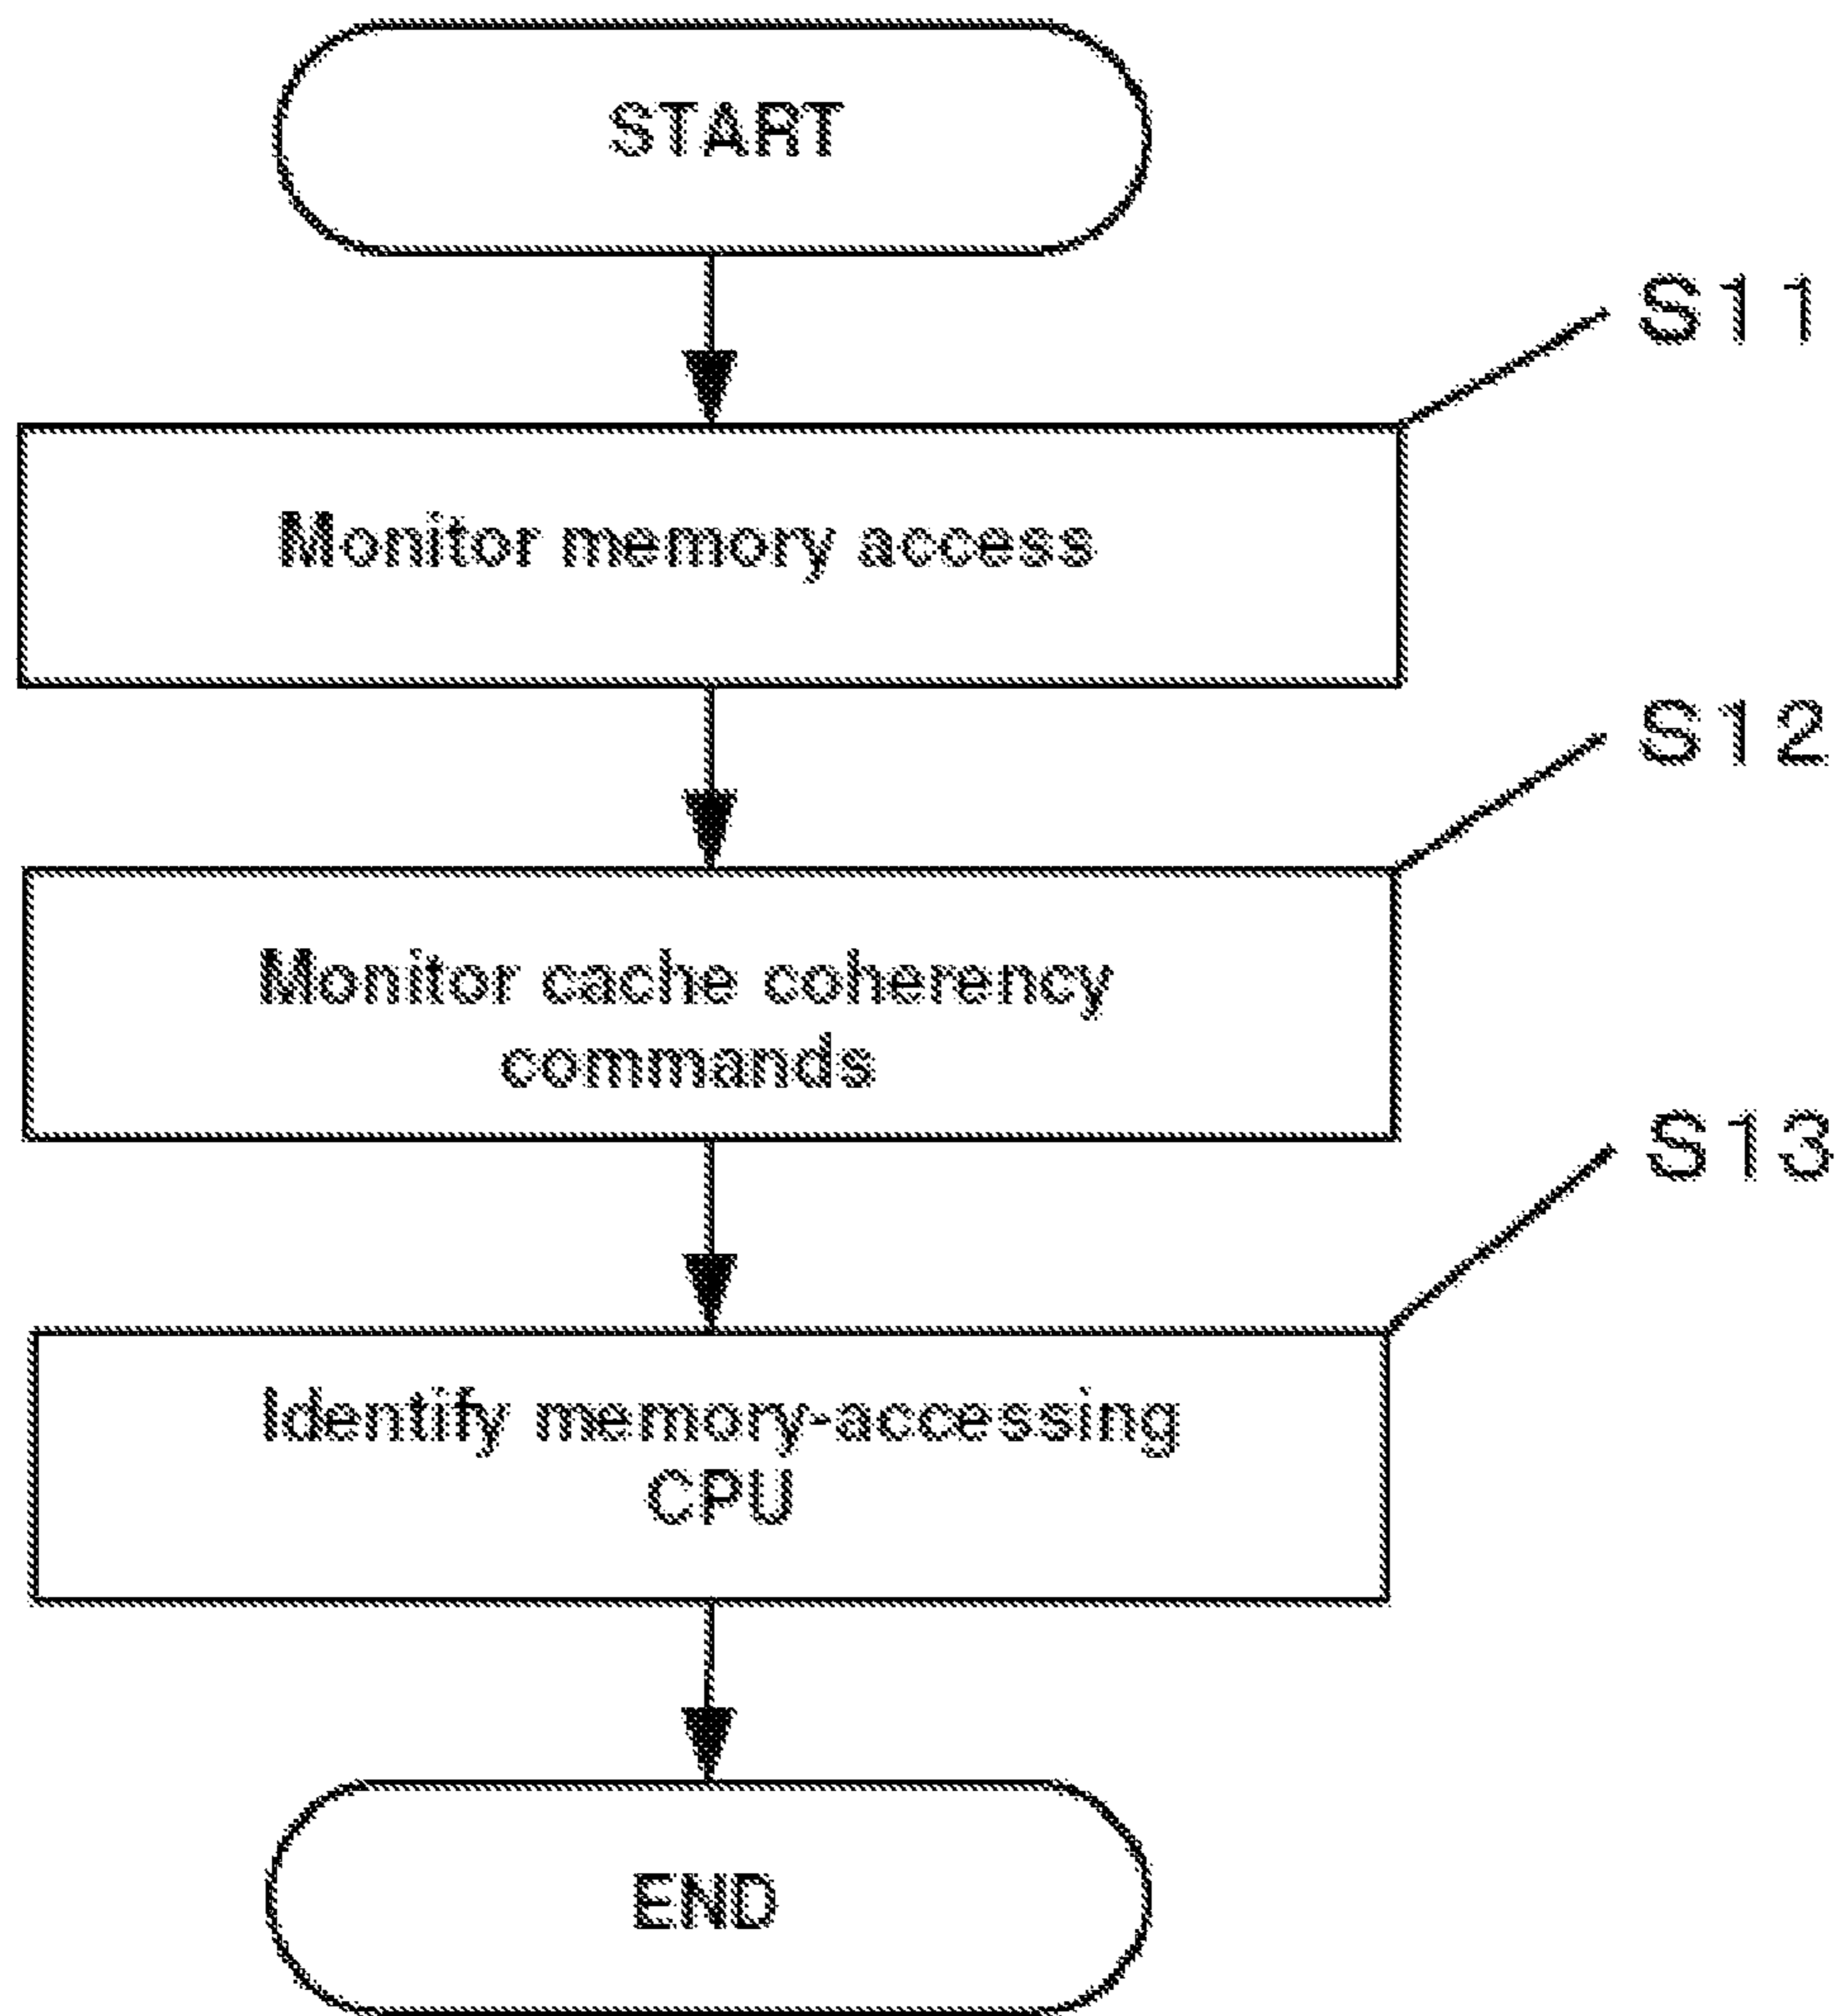 START
S11
Monitor memory access
S12
Monitor cache coherency
commands
S13
Identify memory-accessing
CPU
END